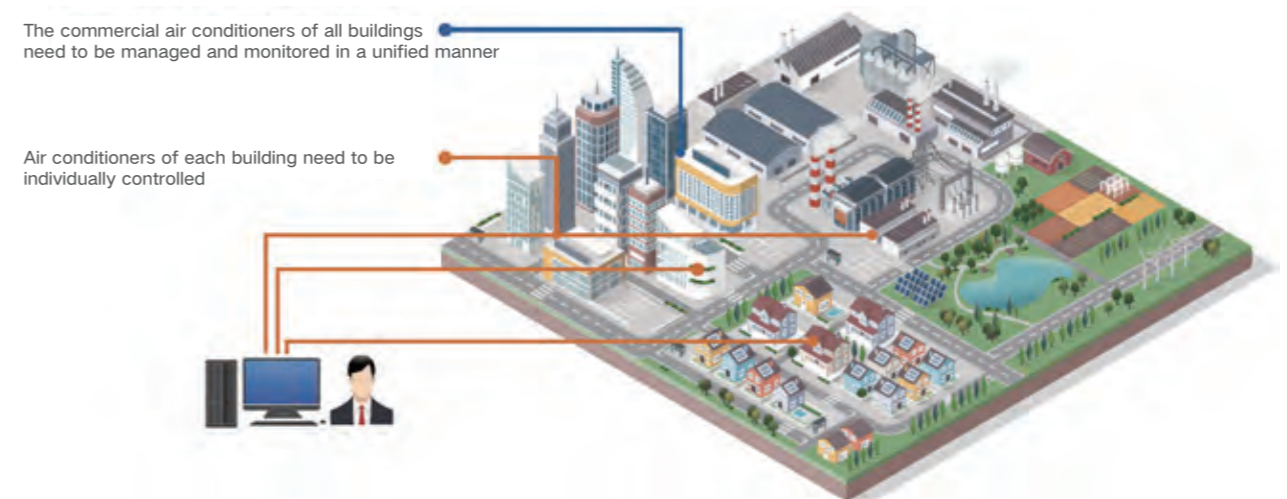 The commercial air conditioners of all buildings
need to be managed and monitored in a unified manner
Air conditioners of each building need to be
individually controlled